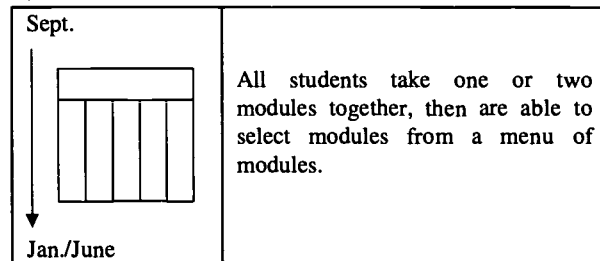 Sept.
All students take one or two
modules together, then are able to
select modules from a menu of
modules.
Jan./June